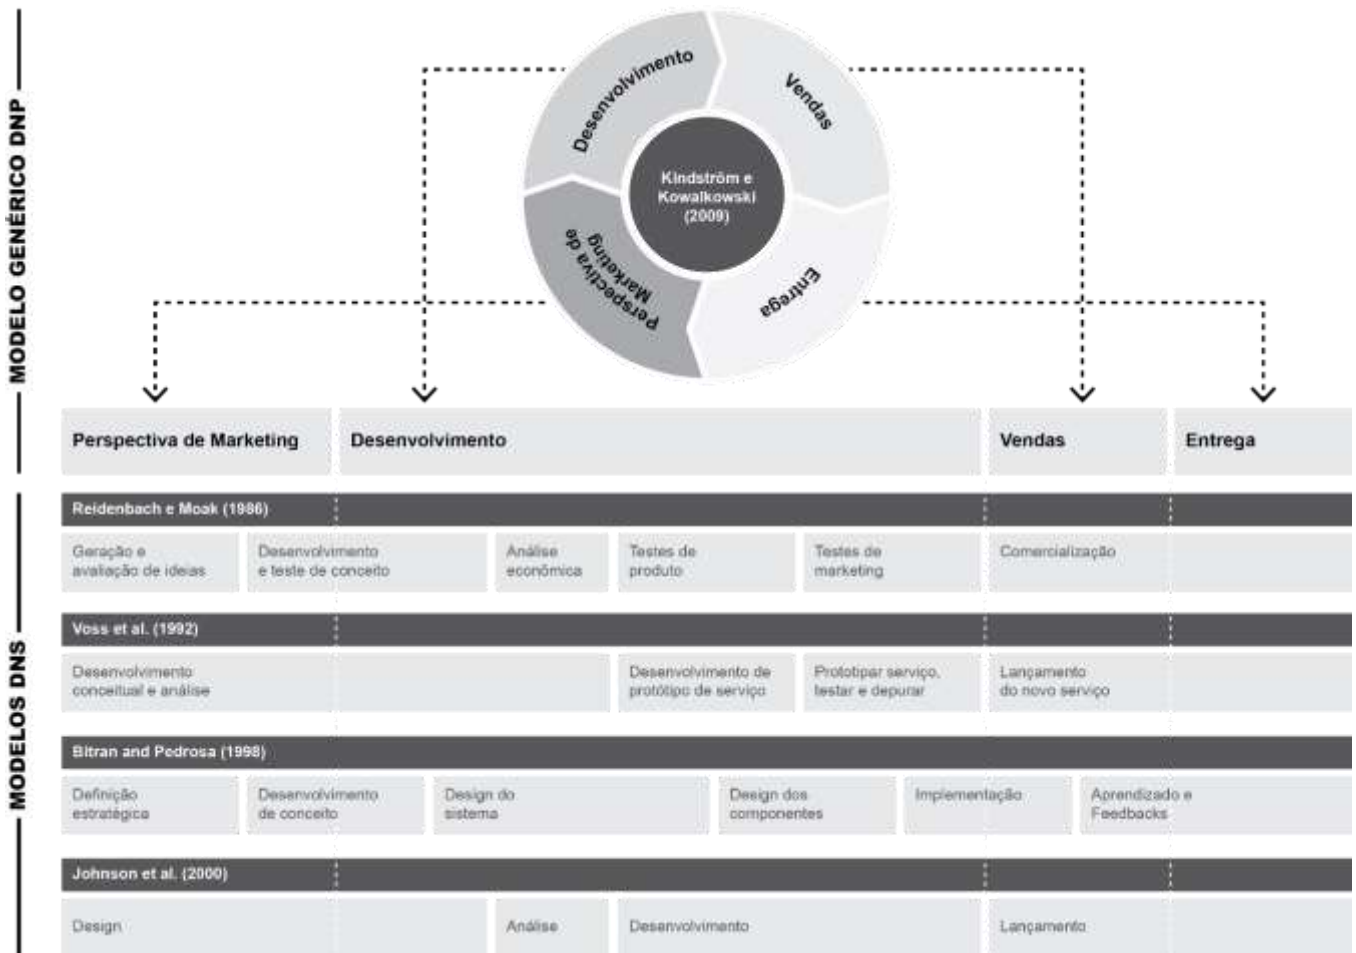 MODELO GENÉRICO DNP
Desenvolvimento
Vendas
Kindström e
Kowalkowski
(2009)
Perspectiva de
Marketing
Entrega
Perspectiva de Marketing
Desenvolvimento
Vendas
Entrega
MODELOS DNS
Reidenbach e Moak (1986)
Geração e
avaliação de ideias
Desenvolvimento
e teste de conceito
Análise
econômica
Testes de
produto
Testes de
marketing
Comercialização
Voss et al. (1992)
Desenvolvimento
conceitual e análise
Desenvolvimento de
protótipo de serviço
Prototipar serviço,
testar e depurar
Lançamento
do novo serviço
Bitran and Pedrosa (1998)
Definição
estratégica
Desenvolvimento
de conceito
Design do
sistema
Design dos
componentes
Implementação
Aprendizado e
Feedbacks
Johnson et al. (2000)
Design
Análise
Desenvolvimento
Lançamento